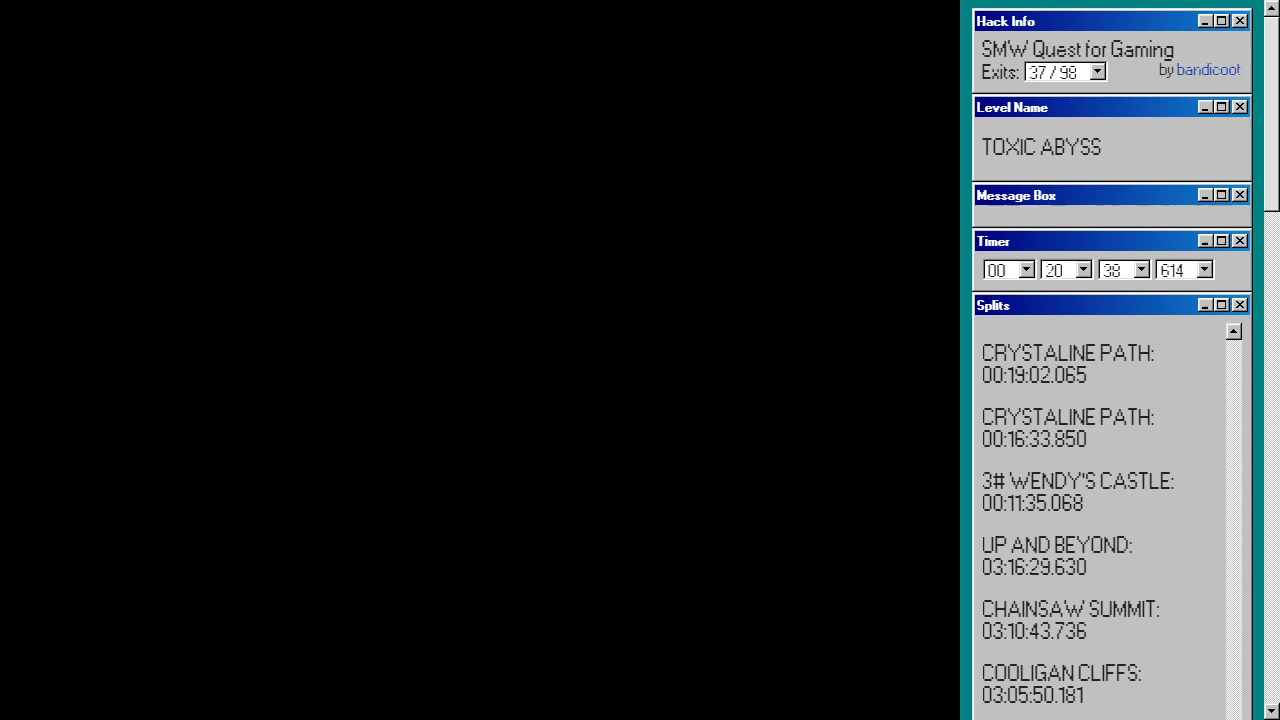 Hack Info
SMW Quest for Gaming
Exits: 37 / 98
by bandicoot
Level Name
TOXIC ABYSS
Message Box
Timer
00 20 38 614
Splits
CRYSTALINE PATH:
00:19:02.065
CRYSTALINE PATH:
00:16:33.850
3# WENDY'S CASTLE:
00:11:35.068
UP AND BEYOND:
03:16:29.630
CHAINSAW SUMMIT:
03:10:43.736
COOLIGAN CLIFFS:
03:05:50.181